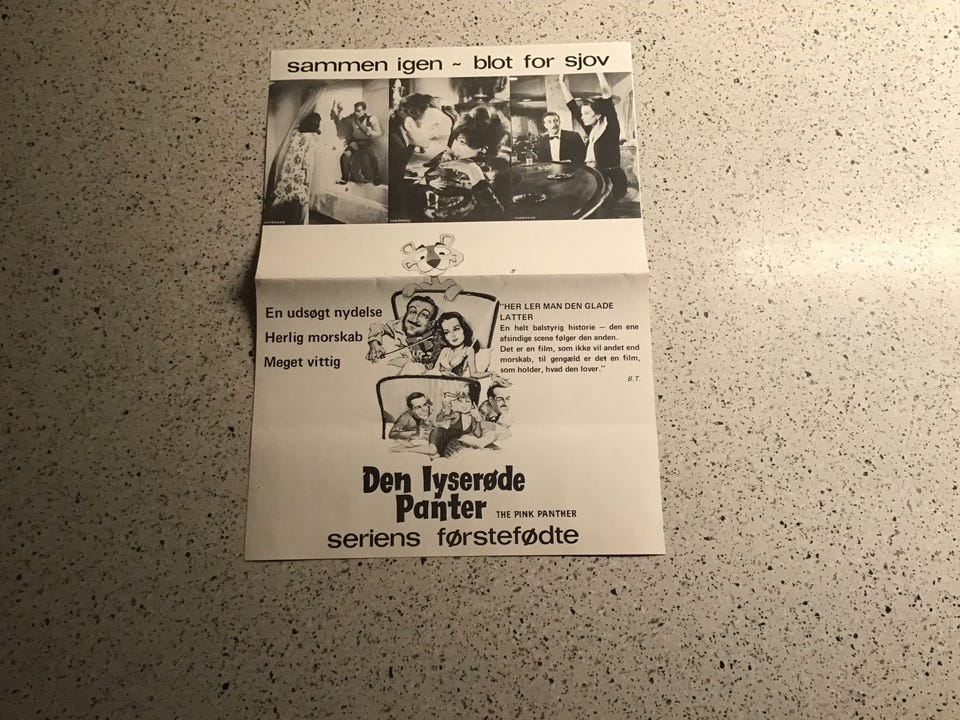 sammen igen ~ blot for sjov
En udsøgt nydelse
Herlig morskab
Meget vittig
"HER LER MAN DEN GLADE
LATTER
En helt balstyrig historie – den ene
afsindige scene følger den anden.
Det er en film, som ikke vil andet end
morskab, til gengæld er det en film,
som holder, hvad den lover."
B.T.
Den lyserøde
Panter THE PINK PANTHER
seriens førstefødte